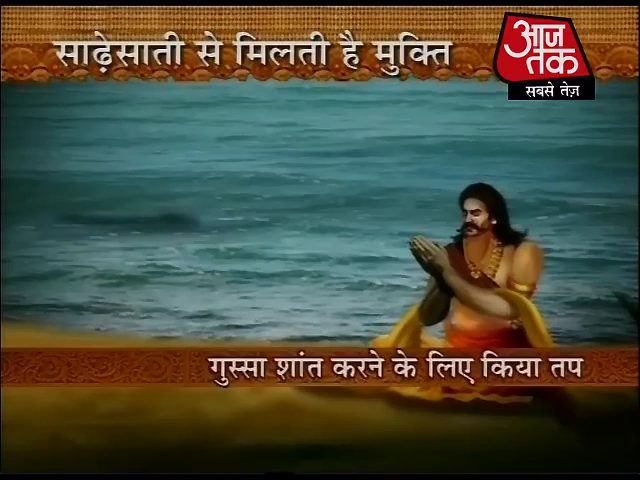 साढ़ेसाती से मिलती है मुक्ति
आज
तक
सबसे तेज़
गुस्सा शांत करने के लिए किया तप